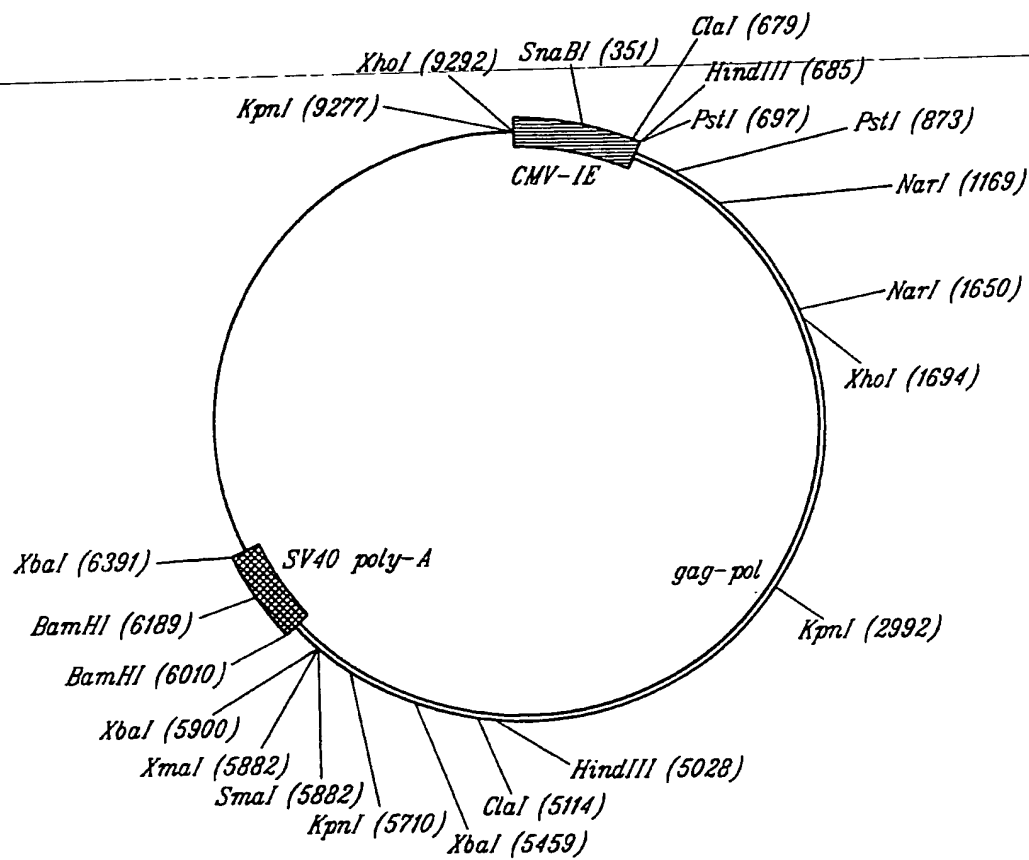 XhoI (9292)
SnaBI (351)
ClaI (679)
HindIII (685)
KpnI (9277)
PstI (697)
PstI (873)
CMV-IE
NarI (1169)
NarI (1650)
XhoI (1694)
XbaI (6391)
SV40 poly-A
gag-pol
BamHI (6189)
KpnI (2992)
BamHI (6010)
XbaI (5900)
XmaI (5882)
HindIII (5028)
SmaI (5882)
ClaI (5114)
KpnI (5710)
XbaI (5459)